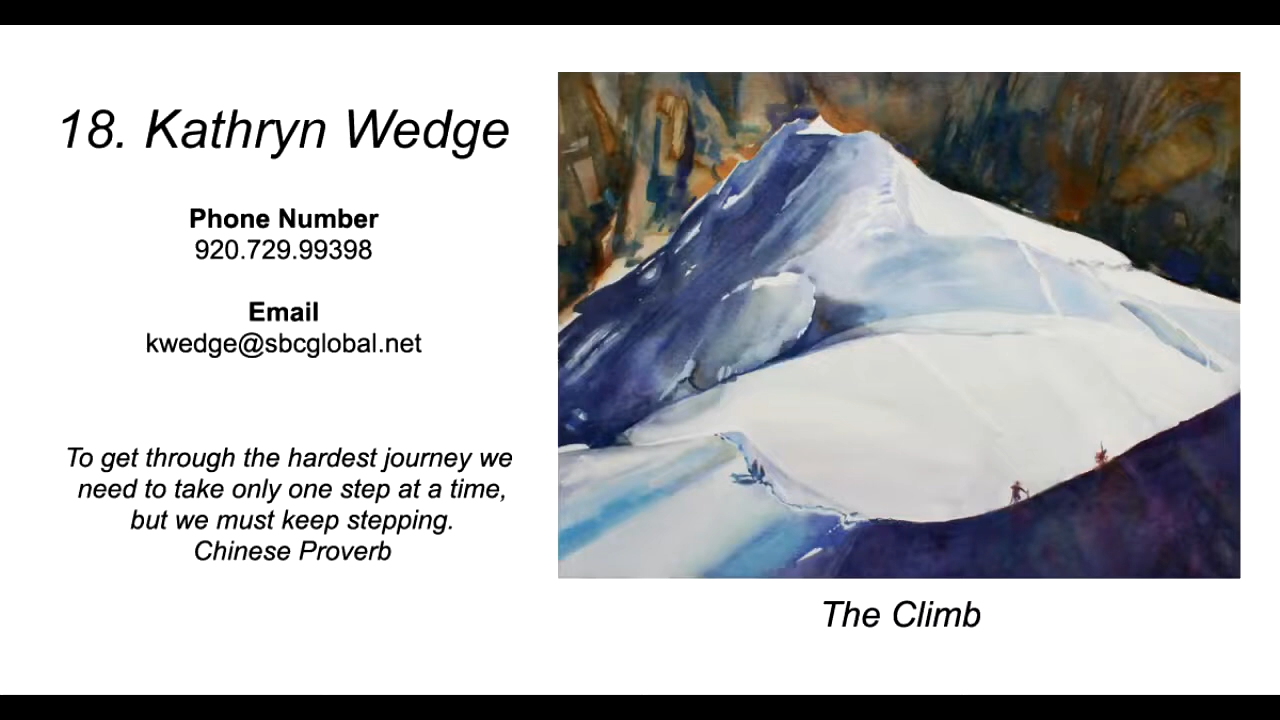 18. Kathryn Wedge
Phone Number
920.729.99398
Email
kwedge@sbcglobal.net
To get through the hardest journey we
need to take only one step at a time,
but we must keep stepping.
Chinese Proverb
The Climb